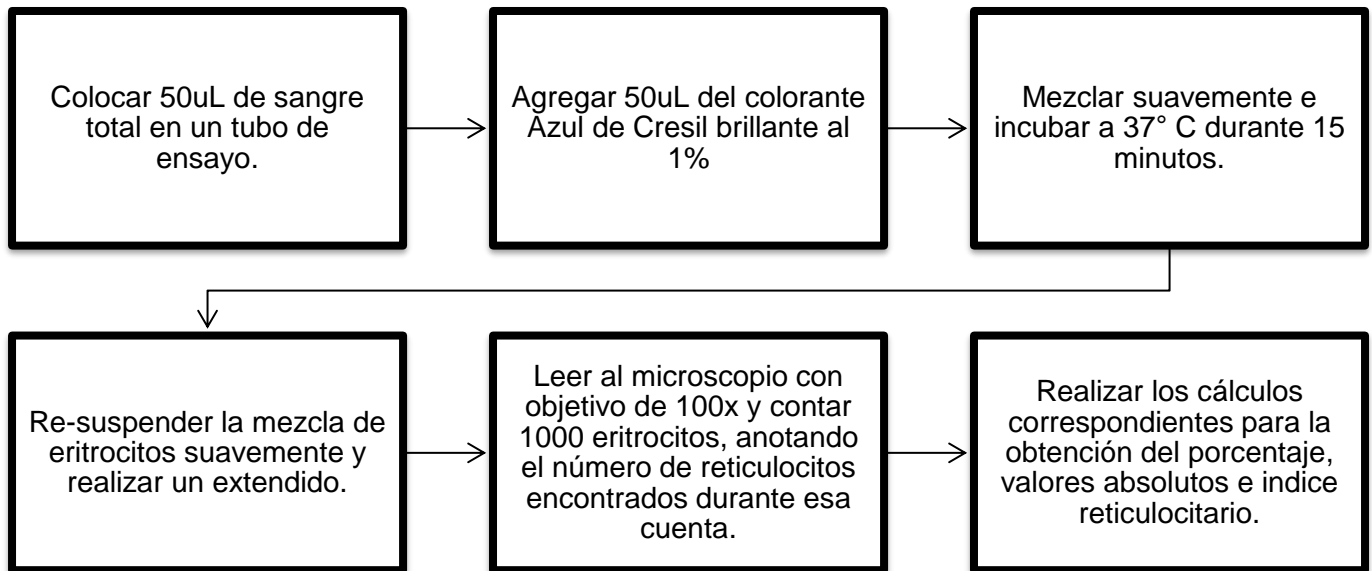 Colocar 50uL de sangre
total en un tubo de
ensayo.
Agregar 50uL del colorante
Azul de Cresil brillante al
1%
Mezclar suavemente e
incubar a 37° C durante 15
minutos.
Re-suspender la mezcla de
eritrocitos suavemente y
realizar un extendido.
Leer al microscopio con
objetivo de 100x y contar
1000 eritrocitos, anotando
el número de reticulocitos
encontrados durante esa
cuenta.
Realizar los cálculos
correspondientes para la
obtención del porcentaje,
valores absolutos e indice
reticulocitario.